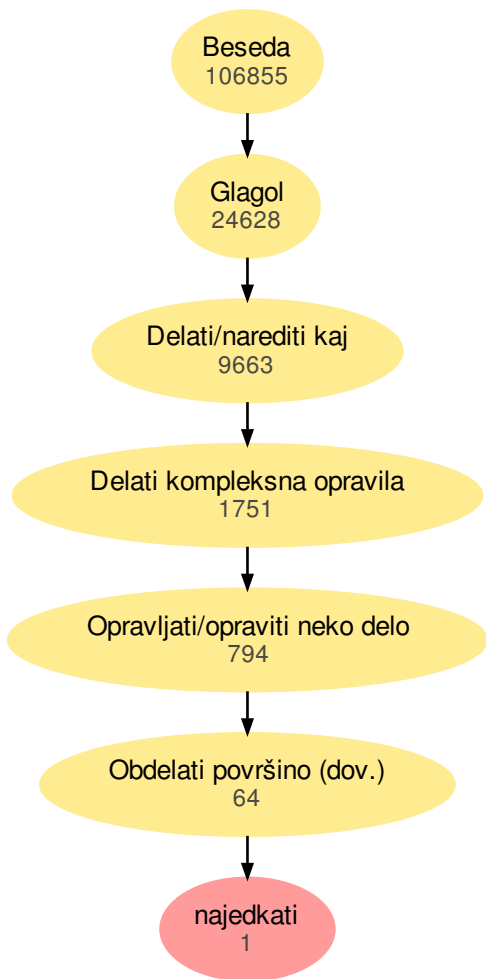 Beseda
106855
Glagol
24628
Delati/narediti kaj
9663
Delati kompleksna opravila
1751
Opravljati/opraviti neko delo
794
Obdelati površino (dov.)
64
najedkati
1